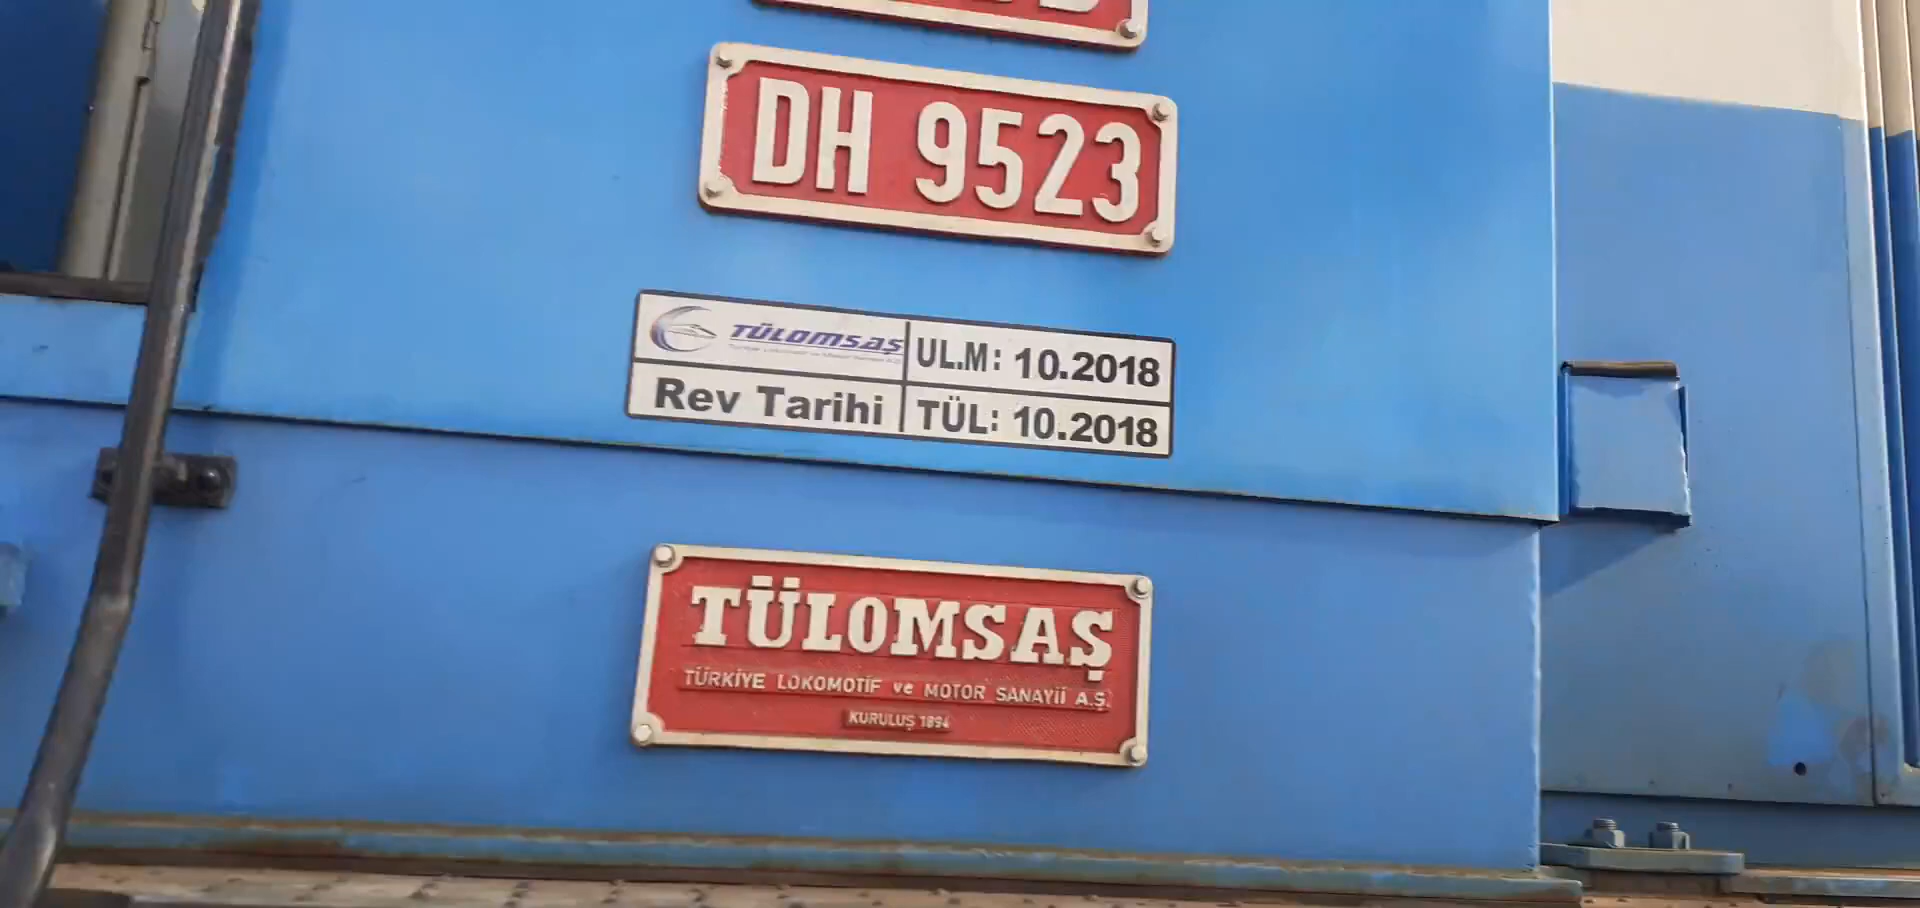 DH 9523
TÜLOMSAŞ
UL.M: 10.2018
Rev Tarihi
TÜL: 10.2018
TÜLOMSAŞ
TÜRKİYE LOKOMOTİF ve MOTOR SANAYİİ A.Ş.
KURULUŞ 1894